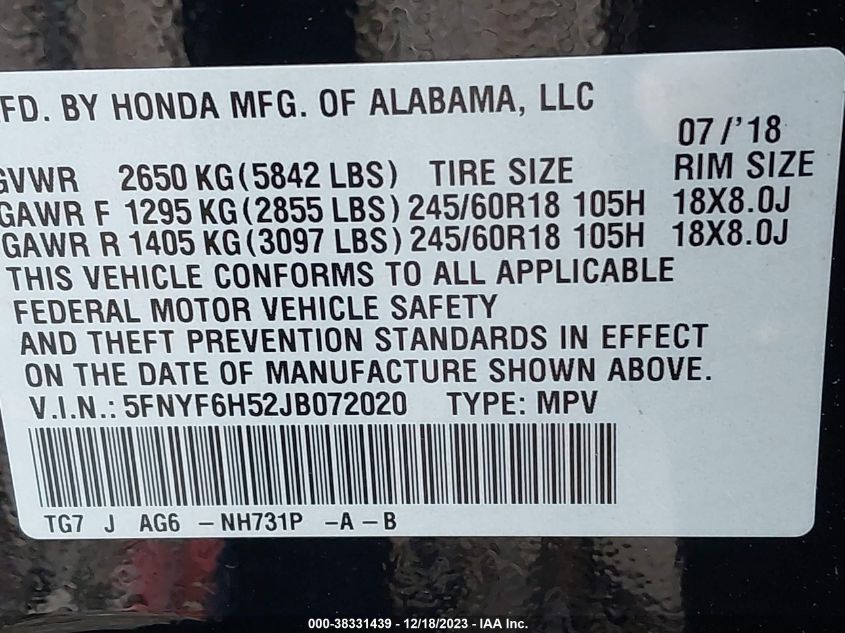 FD. BY HONDA MFG. OF ALABAMA, LLC
07/'18
GVWR 2650 KG(5842 LBS) TIRE SIZE RIM SIZE
GAWR F 1295 KG(2855 LBS) 245/60R18 105H 18X8.0J
GAWR R 1405 KG(3097 LBS) 245/60R18 105H 18X8.0J
THIS VEHICLE CONFORMS TO ALL APPLICABLE
FEDERAL MOTOR VEHICLE SAFETY
AND THEFT PREVENTION STANDARDS IN EFFECT
ON THE DATE OF MANUFACTURE SHOWN ABOVE.
V.I.N.: 5FNYF6H52JB072020 TYPE: MPV
TG7 J AG6 -NH731P -A-B
000-38331439 - 12/18/2023 - IAA Inc.